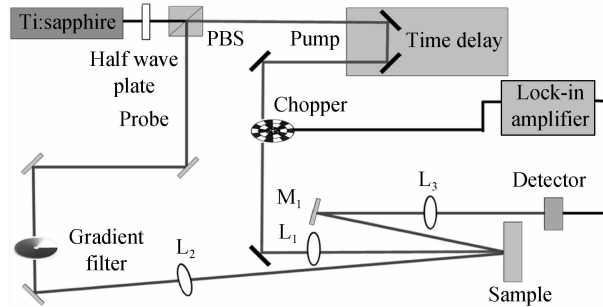 Ti:sapphire
Half wave
plate
PBS
Pump
Time delay
Probe
Chopper
Lock-in
amplifier
M1
L3
Detector
Gradient
filter
L2
L1
Sample